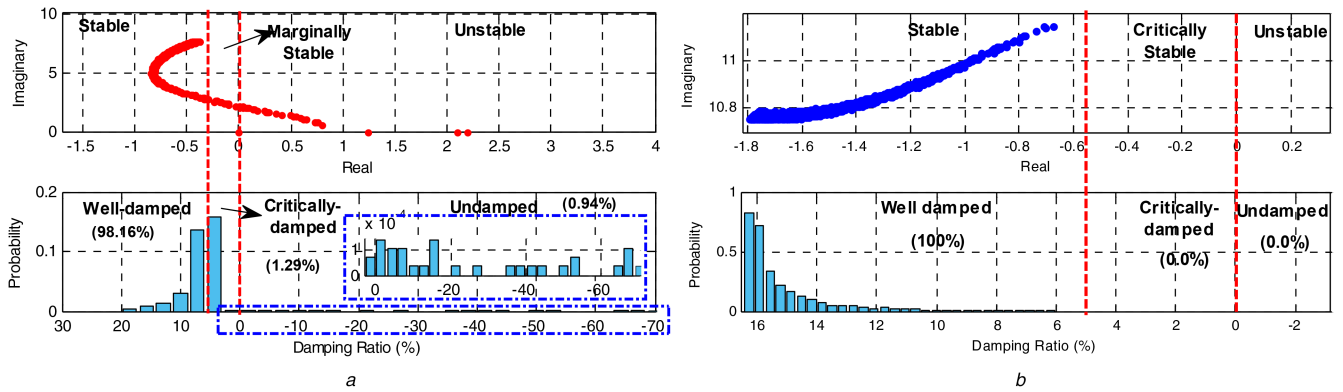 Stable
Marginally
Stable
Unstable
Imaginary
10
5
0
-1.5 -1 -0.5 0 0.5 1 1.5 2 2.5 3 3.5 4
Real
Well-damped
(98.16%)
Critically-
damped
(1.29%)
Undamped (0.94%)
x 10^4
1
0
0 -20 -40 -60
Probability
0.2
0.1
0
30 20 10 0 -10 -20 -30 -40 -50 -60 -70
Damping Ratio (%)
a
Stable
Critically
Stable
Unstable
Imaginary
11
10.8
-1.8 -1.6 -1.4 -1.2 -1 -0.8 -0.6 -0.4 -0.2 0 0.2
Real
Well damped
(100%)
Critically-
damped
(0.0%)
Undamped
(0.0%)
Probability
1
0.5
0
16 14 12 10 8 6 4 2 0 -2
Damping Ratio (%)
b